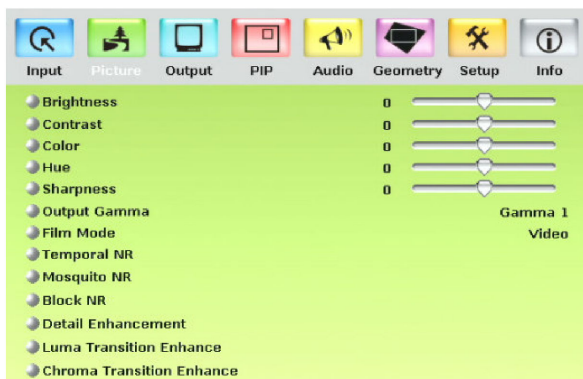 Input Picture Output PIP Audio Geometry Setup Info
Brightness 0
Contrast 0
Color 0
Hue 0
Sharpness 0
Output Gamma Gamma 1
Film Mode Video
Temporal NR
Mosquito NR
Block NR
Detail Enhancement
Luma Transition Enhance
Chroma Transition Enhance